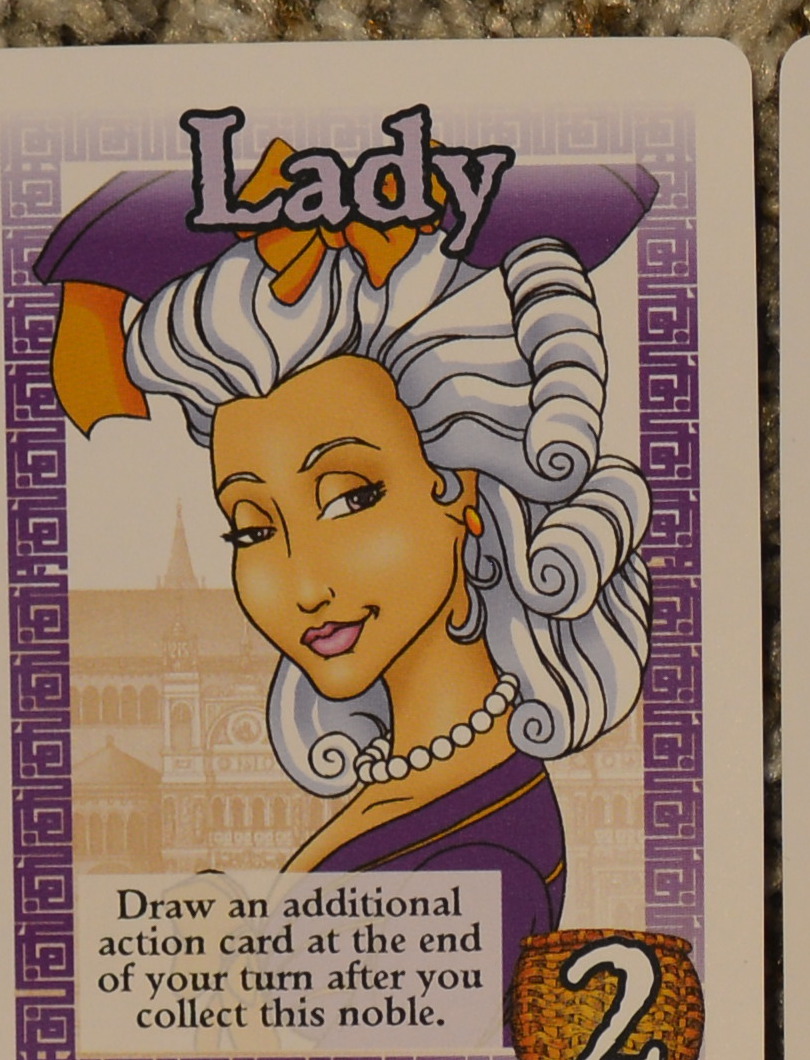 Lady
Draw an additional
action card at the end
of your turn after you
collect this noble.
2